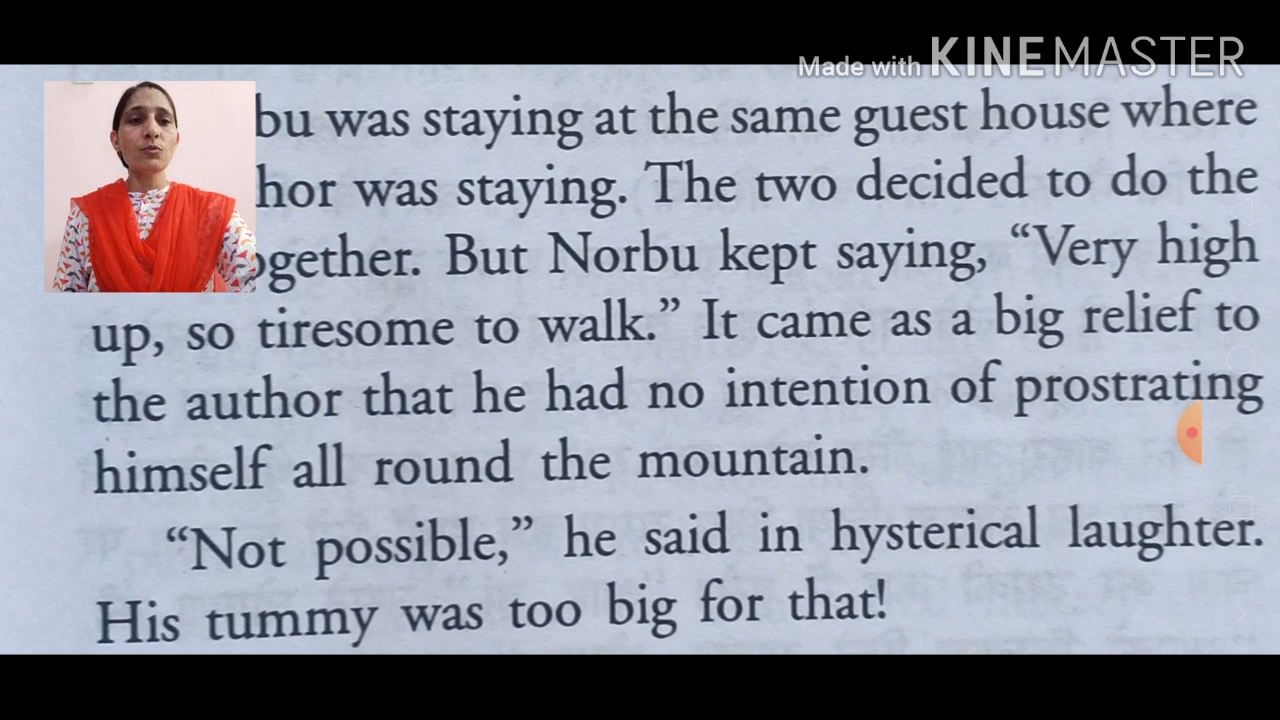 Made with KINEMASTER
was staying at the same guest house where
was staying. The two decided to do the
But Norbu kept saying, “Very high
up, so tiresome to walk.” It came as a big relief to
the author that he had no intention of prostrating
himself all round the mountain.
“Not possible,” he said in hysterical laughter.
His tummy was too big for that!